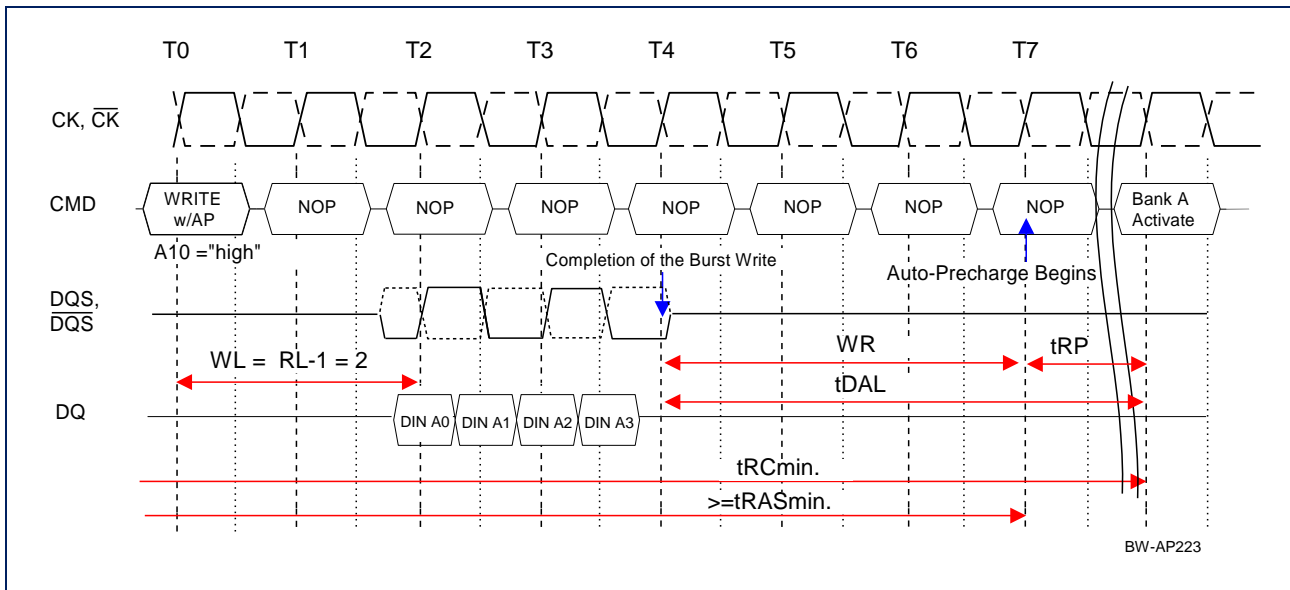 T0 T1 T2 T3 T4 T5 T6 T7
CK, C̅K̅
CMD
WRITE w/AP
NOP
NOP
NOP
NOP
NOP
NOP
NOP
Bank A
Activate
A10 ="high"
Completion of the Burst Write
Auto-Precharge Begins
DQS,
D̅Q̅S̅
WL = RL-1 = 2
WR
tRP
tDAL
DQ
DIN A0
DIN A1
DIN A2
DIN A3
tRCmin.
>=tRASmin.
BW-AP223